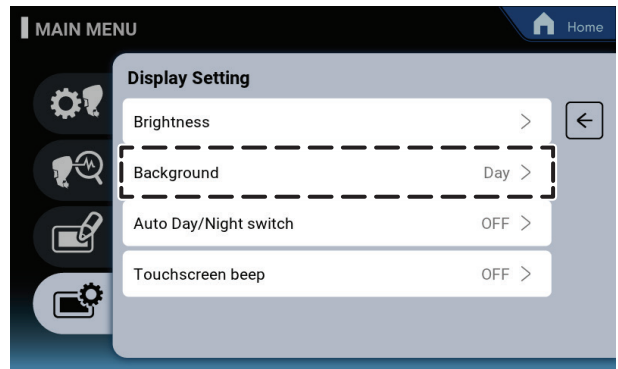 MAIN MENU
Home
Display Setting
Brightness
Background Day
Auto Day/Night switch OFF
Touchscreen beep OFF